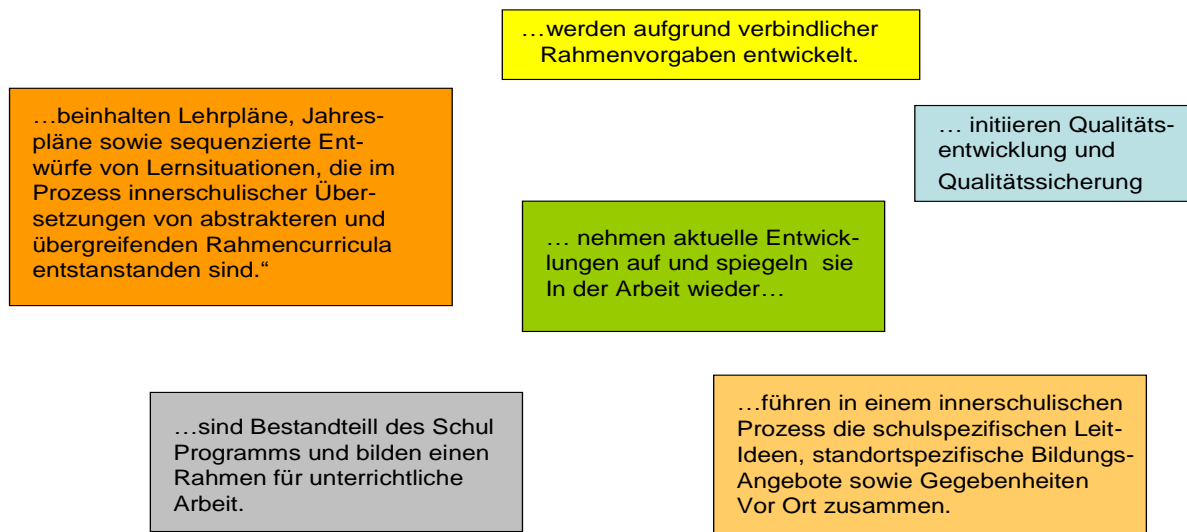 …werden aufgrund verbindlicher
Rahmenvorgaben entwickelt.
…beinhalten Lehrpläne, Jahres-
pläne sowie sequenzierte Ent-
würfe von Lernsituationen, die im
Prozess innerschulischer Über-
setzungen von abstrakteren und
übergreifenden Rahmencurricula
entstanstanden sind.“
… initiieren Qualitäts-
entwicklung und
Qualitätssicherung
… nehmen aktuelle Entwick-
lungen auf und spiegeln sie
In der Arbeit wieder…
…sind Bestandteill des Schul
Programms und bilden einen
Rahmen für unterrichtliche
Arbeit.
…führen in einem innerschulischen
Prozess die schulspezifischen Leit-
Ideen, standortspezifische Bildungs-
Angebote sowie Gegebenheiten
Vor Ort zusammen.